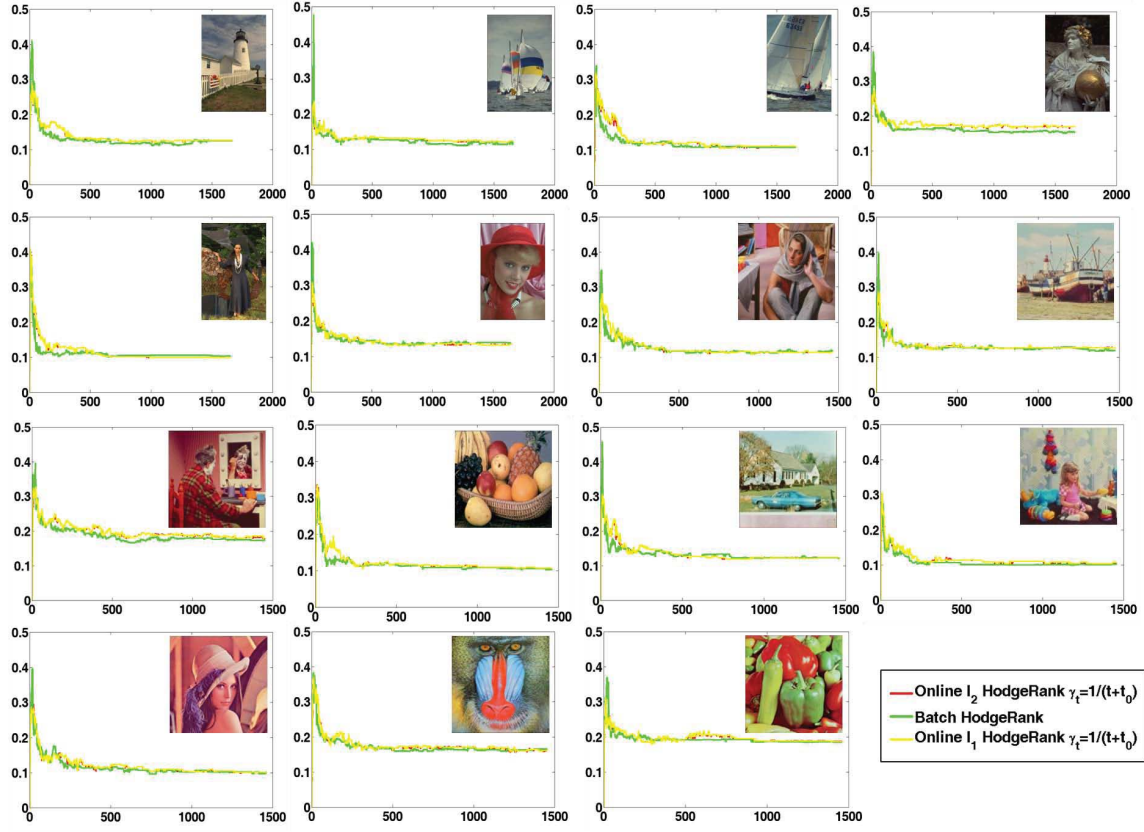 0.5 0.5 0.5 0.5
0.4 0.4 0.4 0.4
0.3 0.3 0.3 0.3
0.2 0.2 0.2 0.2
0.1 0.1 0.1 0.1
0 0 0 0
0 500 1000 1500 2000 0 500 1000 1500 2000 0 500 1000 1500 2000 0 500 1000 1500 2000
0.5 0.5 0.5 0.5
0.4 0.4 0.4 0.4
0.3 0.3 0.3 0.3
0.2 0.2 0.2 0.2
0.1 0.1 0.1 0.1
0 0 0 0
0 500 1000 1500 2000 0 500 1000 1500 2000 0 500 1000 1500 0 500 1000 1500
0.5 0.5 0.5 0.5
0.4 0.4 0.4 0.4
0.3 0.3 0.3 0.3
0.2 0.2 0.2 0.2
0.1 0.1 0.1 0.1
0 0 0 0
0 500 1000 1500 0 500 1000 1500 0 500 1000 1500 0 500 1000 1500
0.5 0.5 0.5
0.4 0.4 0.4
0.3 0.3 0.3
0.2 0.2 0.2
0.1 0.1 0.1
0 0 0
0 500 1000 1500 0 500 1000 1500 0 500 1000 1500
Online l₂ HodgeRank γₜ=1/(t+t₀)
Batch HodgeRank
Online l₁ HodgeRank γₜ=1/(t+t₀)